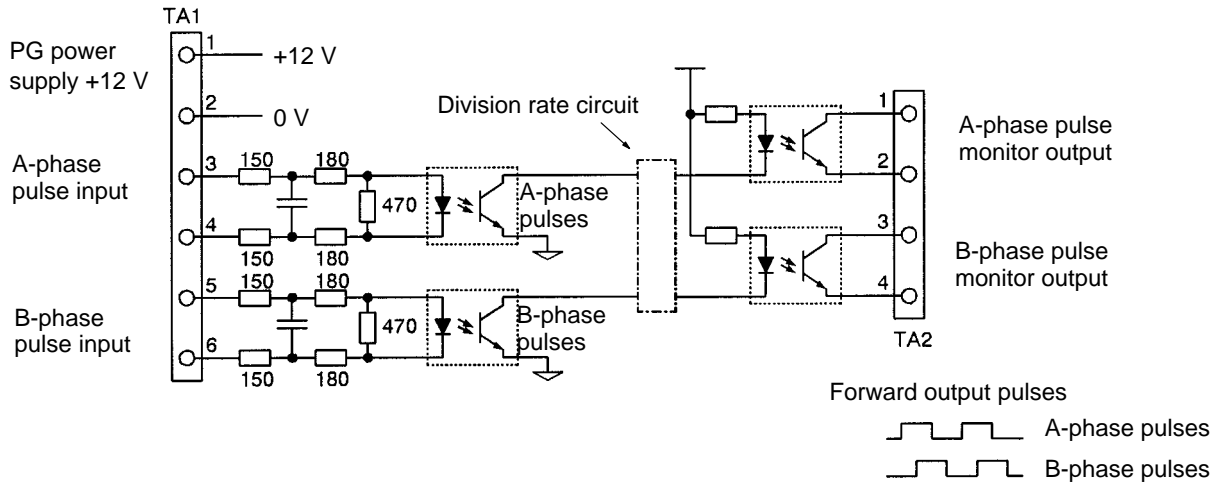 TA1
PG power
supply +12 V
1
+12 V
2
0 V
A-phase
pulse input
3
150
180
470
4
150
180
A-phase
pulses
B-phase
pulse input
5
150
180
470
6
150
180
B-phase
pulses
Division rate circuit
1
2
A-phase pulse
monitor output
3
4
B-phase pulse
monitor output
TA2
Forward output pulses
A-phase pulses
B-phase pulses